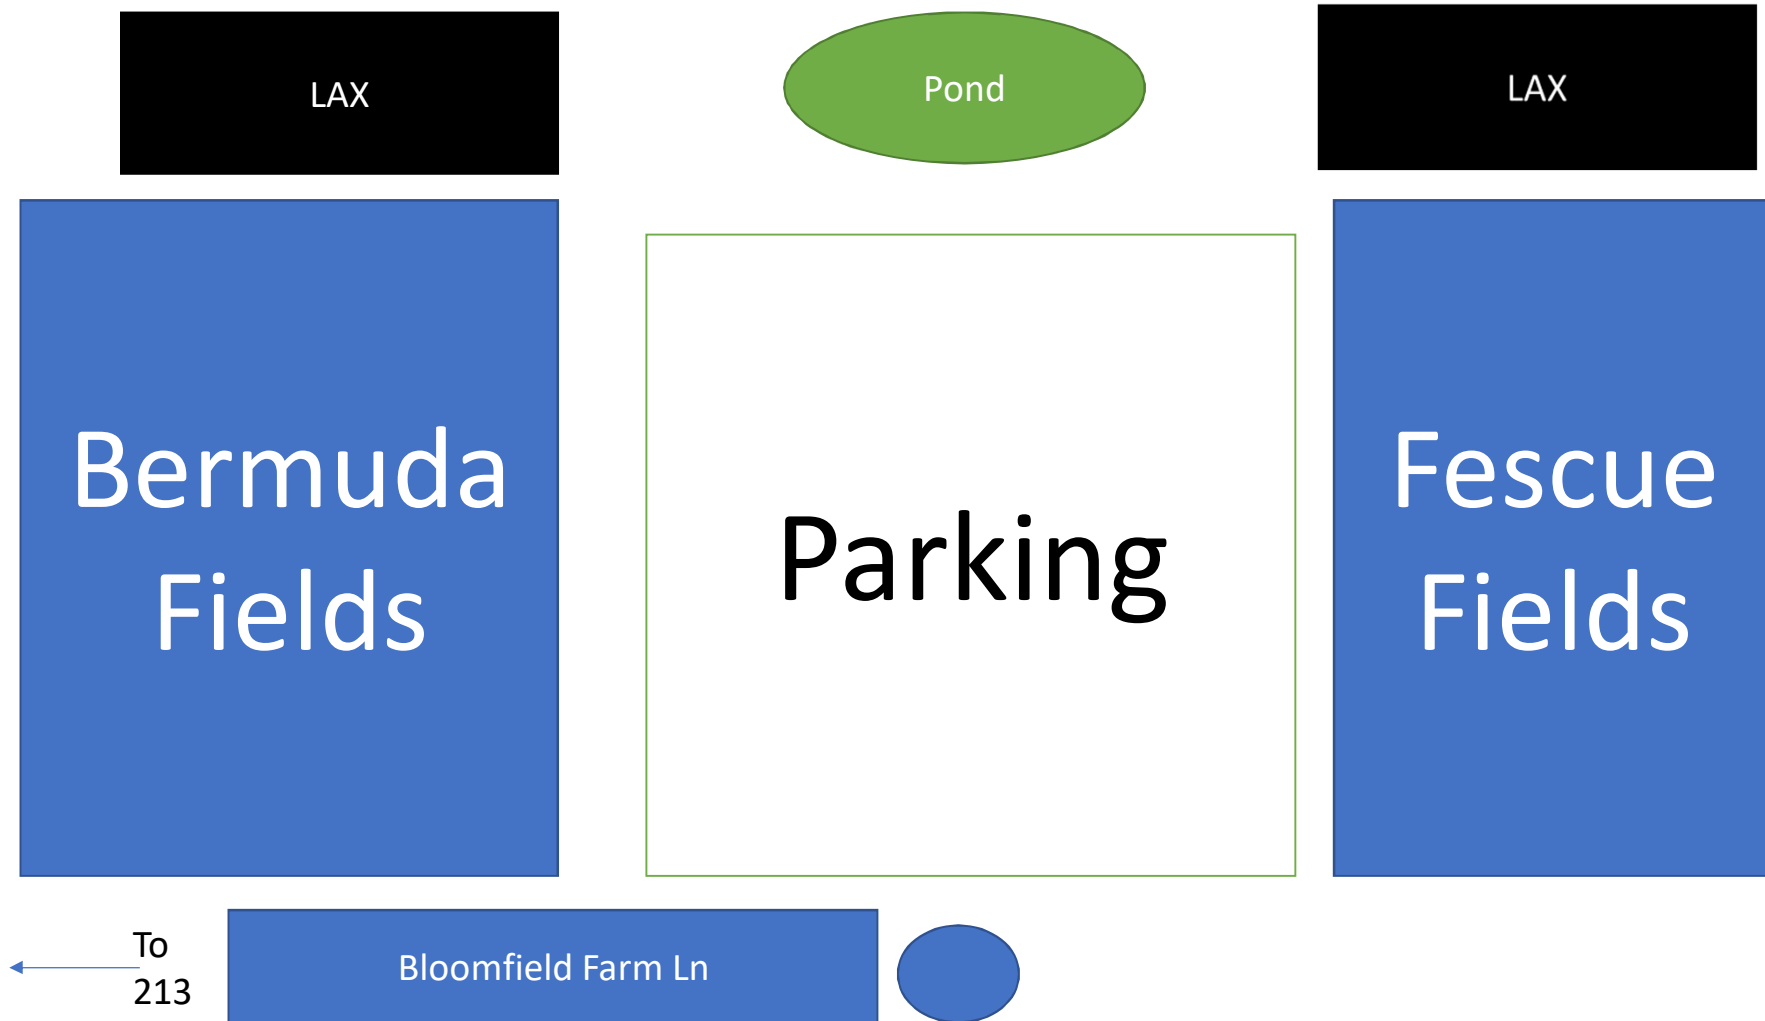 LAX
Pond
LAX
Bermuda
Fields
Parking
Fescue
Fields
To
213
Bloomfield Farm Ln